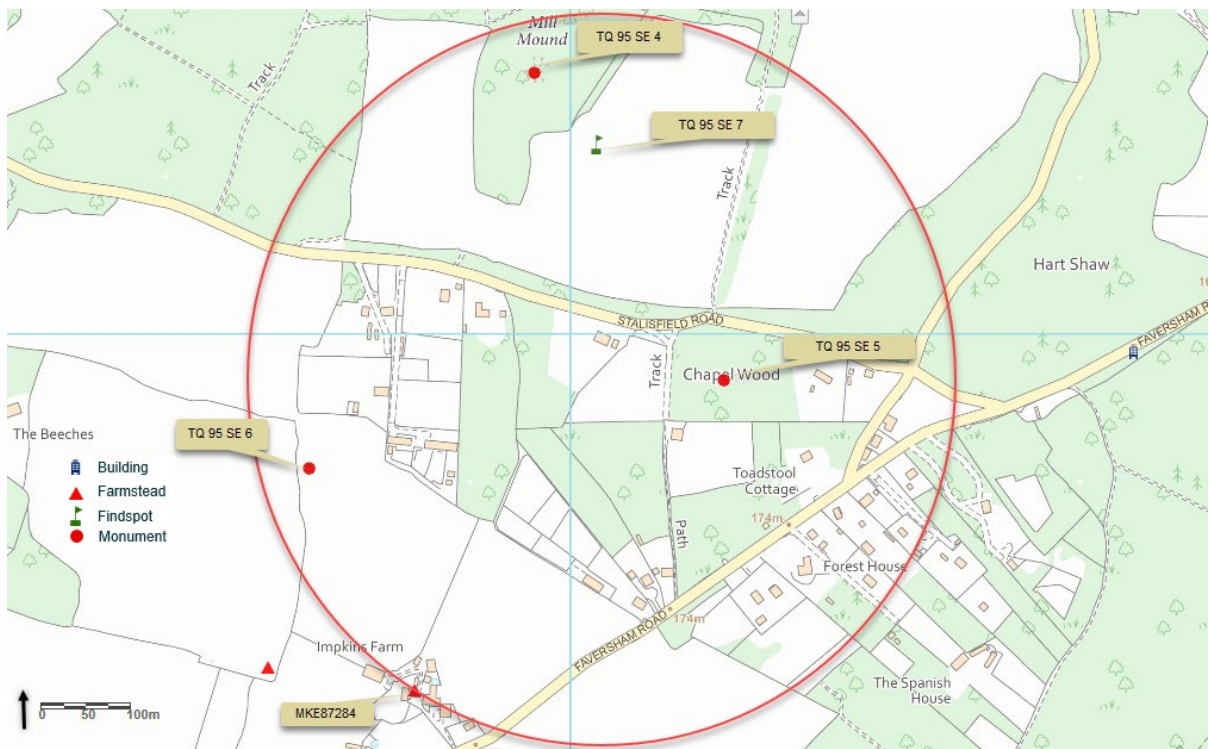 Mill
Mound
TQ 95 SE 4
TQ 95 SE 7
Track
Track
Hart Shaw
STALISFIELD ROAD
FAVERSHAM R
TQ 95 SE 5
Track
Chapel Wood
The Beeches
TQ 95 SE 6
Building
Farmstead
Findspot
Monument
Toadstool
Cottage
174m
Path
Forest House
174m
FAVERSHAM ROAD
Impkins Farm
The Spanish
House
MKE87284
0 50 100m